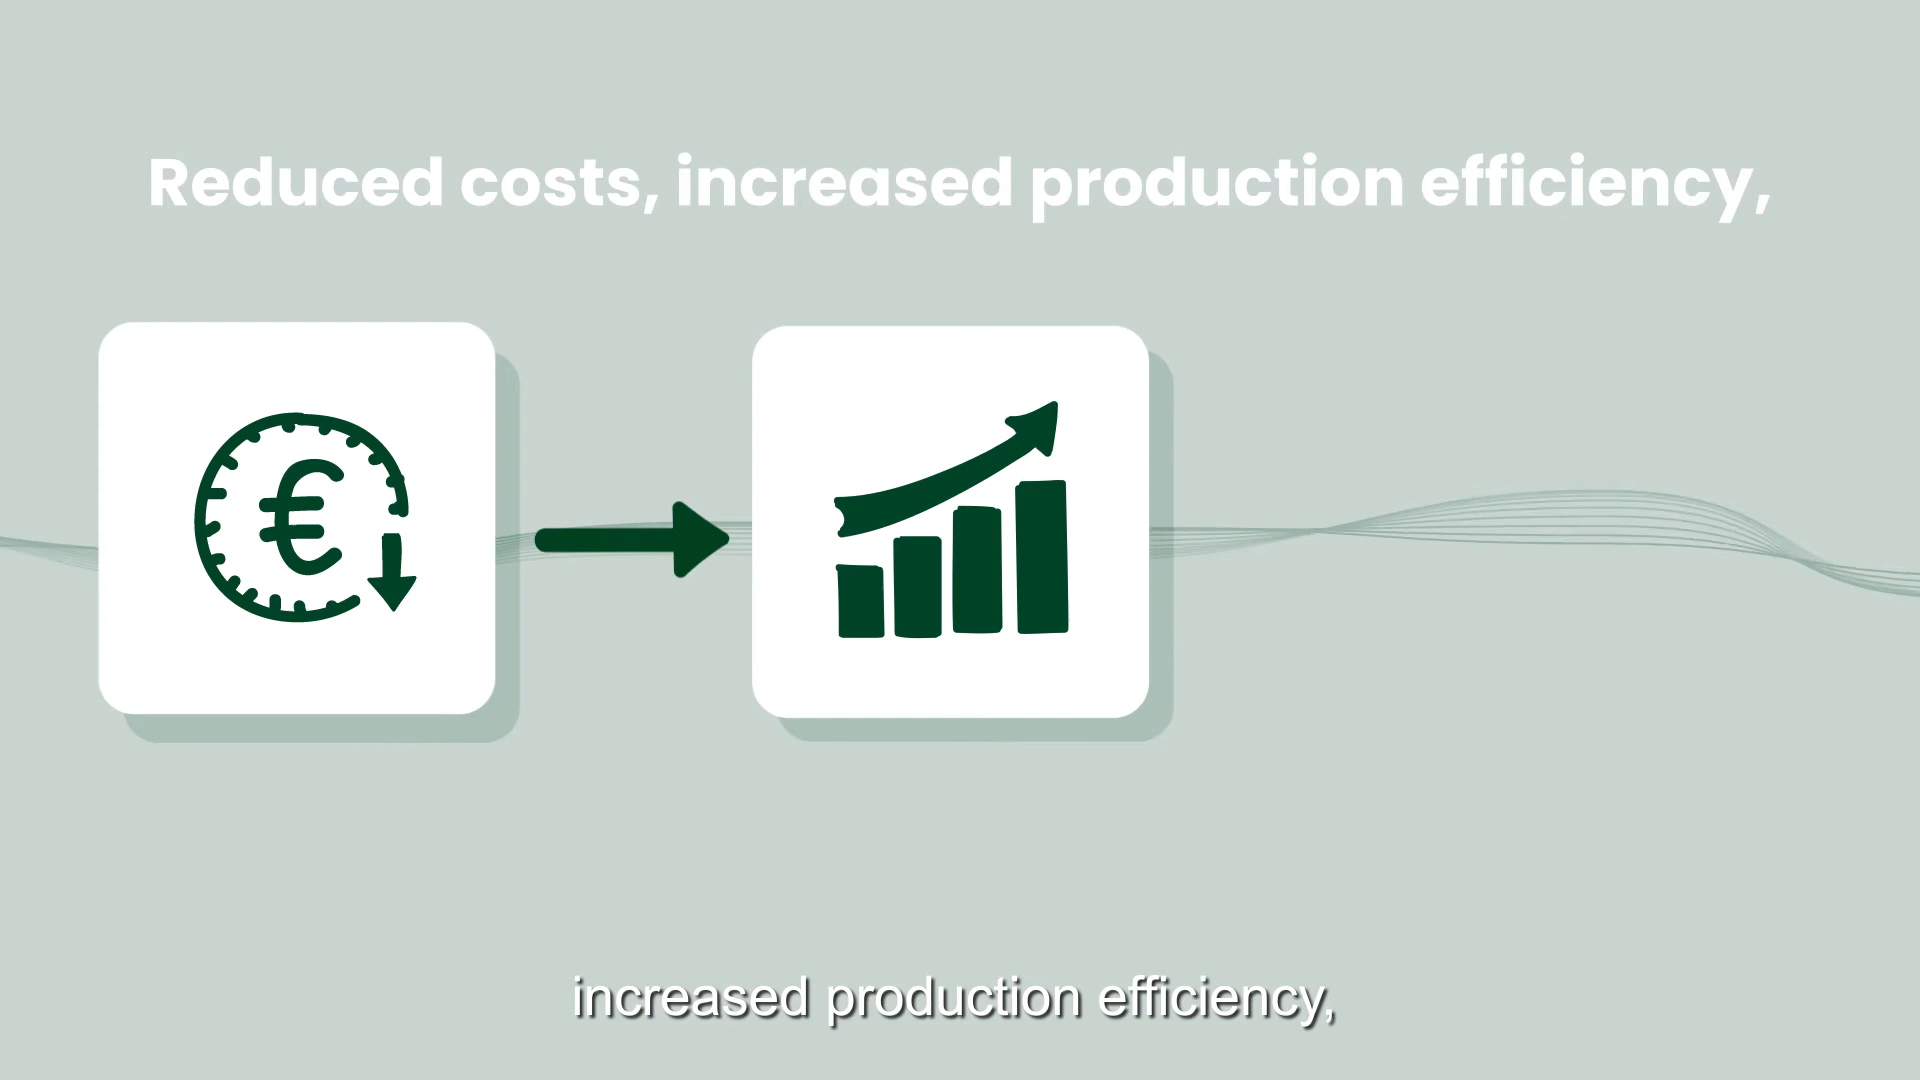 Reduced costs, increased production efficiency,
€
increased production efficiency,